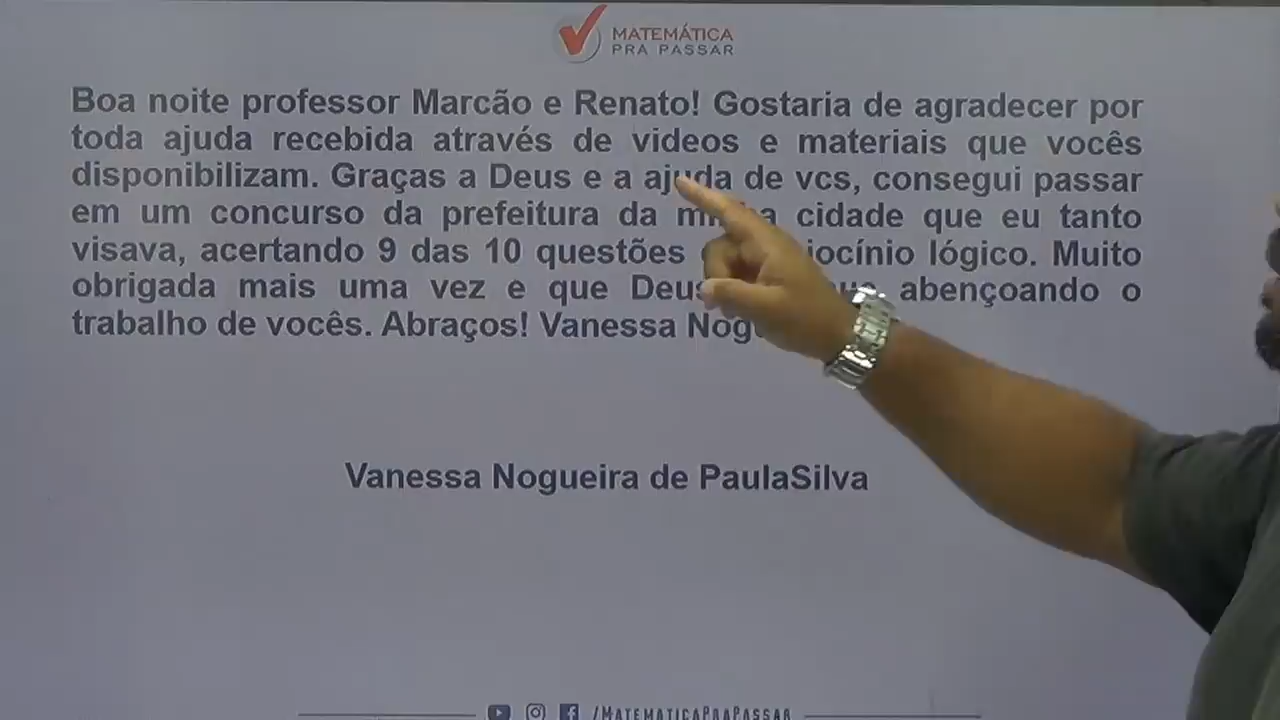 MATEMÁTICA
PRA PASSAR
Boa noite professor Marcão e Renato! Gostaria de agradecer por
toda ajuda recebida através de videos e materiais que vocês
disponibilizam. Graças a Deus e a ajuda de vcs, consegui passar
em um concurso da prefeitura da minha cidade que eu tanto
visava, acertando 9 das 10 questões lógico. Muito
obrigada mais uma vez e que Deus abençoando o
trabalho de vocês. Abraços! Vanessa
Vanessa Nogueira de PaulaSilva
/MATEMATICAPRAPASSAR